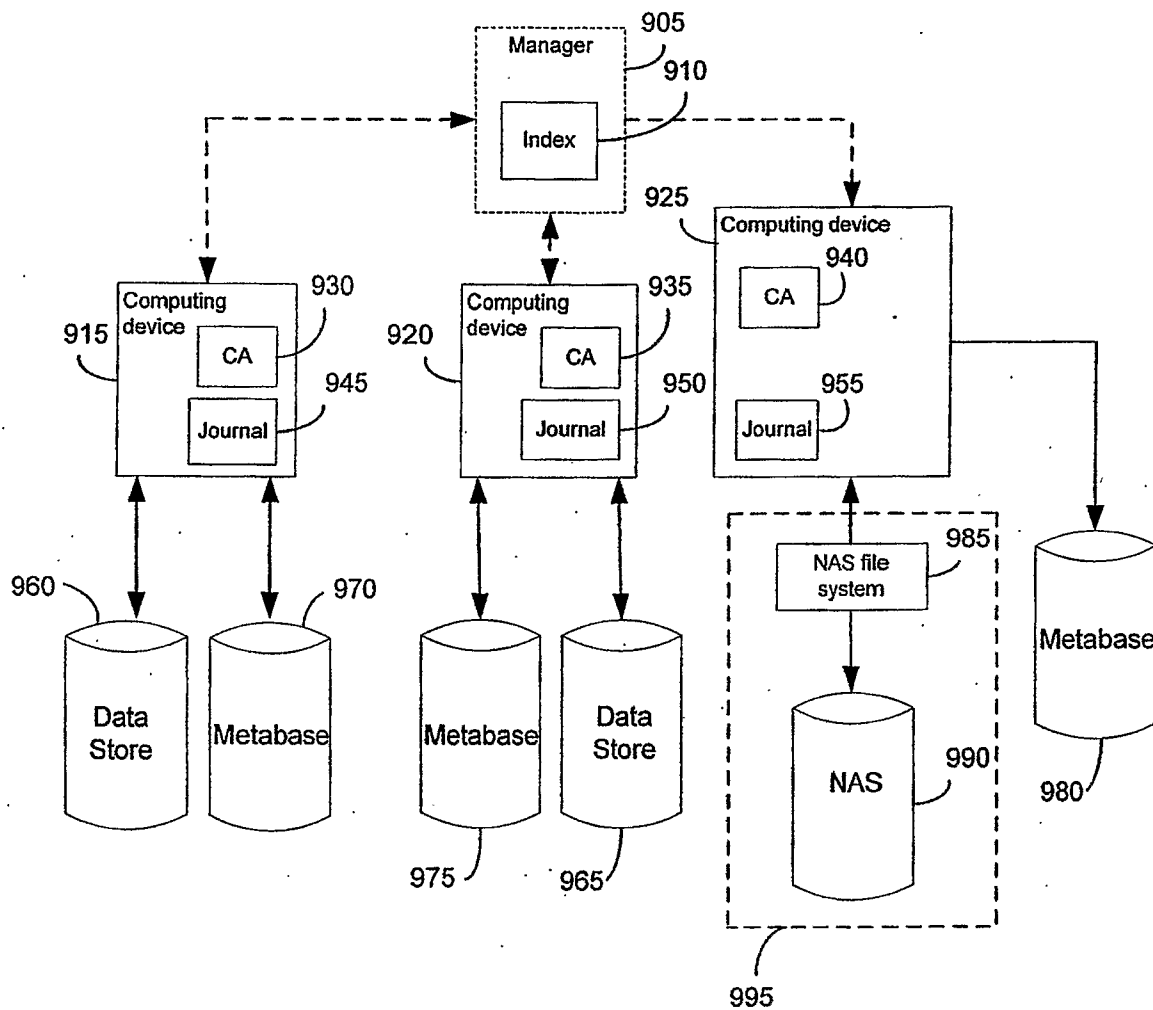 905
Manager
910
Index
925
Computing device
940
CA
930
Computing
device
CA
915
945
Journal
935
Computing
device
CA
920
950
Journal
955
Journal
985
NAS file
system
960
970
Data
Store
Metabase
Metabase
Data
Store
NAS
990
Metabase
980
975
965
995